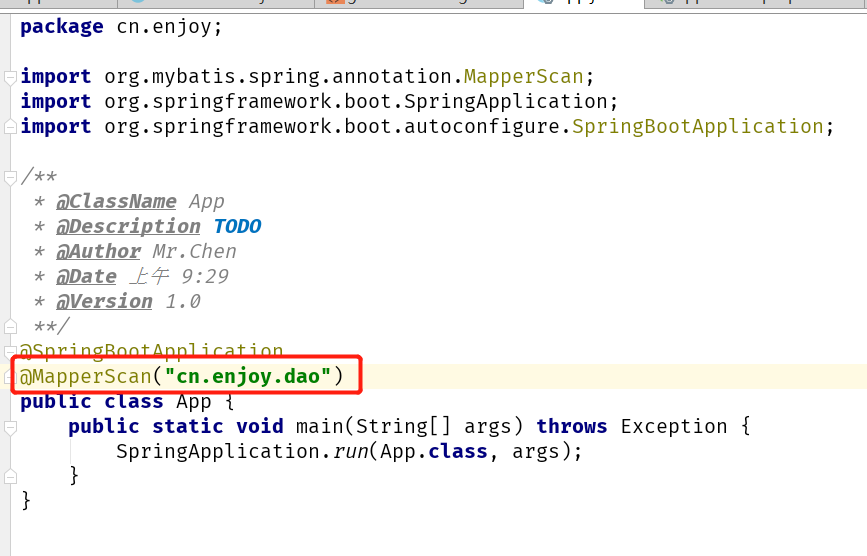 package cn.enjoy;
import org.mybatis.spring.annotation.MapperScan;
import org.springframework.boot.SpringApplication;
import org.springframework.boot.autoconfigure.SpringBootApplication;
/**
* @ClassName App
* @Description TODO
* @Author Mr.Chen
* @Date 上午 9:29
* @Version 1.0
**/
@SpringBootApplication
@MapperScan("cn.enjoy.dao")
public class App {
public static void main(String[] args) throws Exception {
SpringApplication.run(App.class, args);
}
}